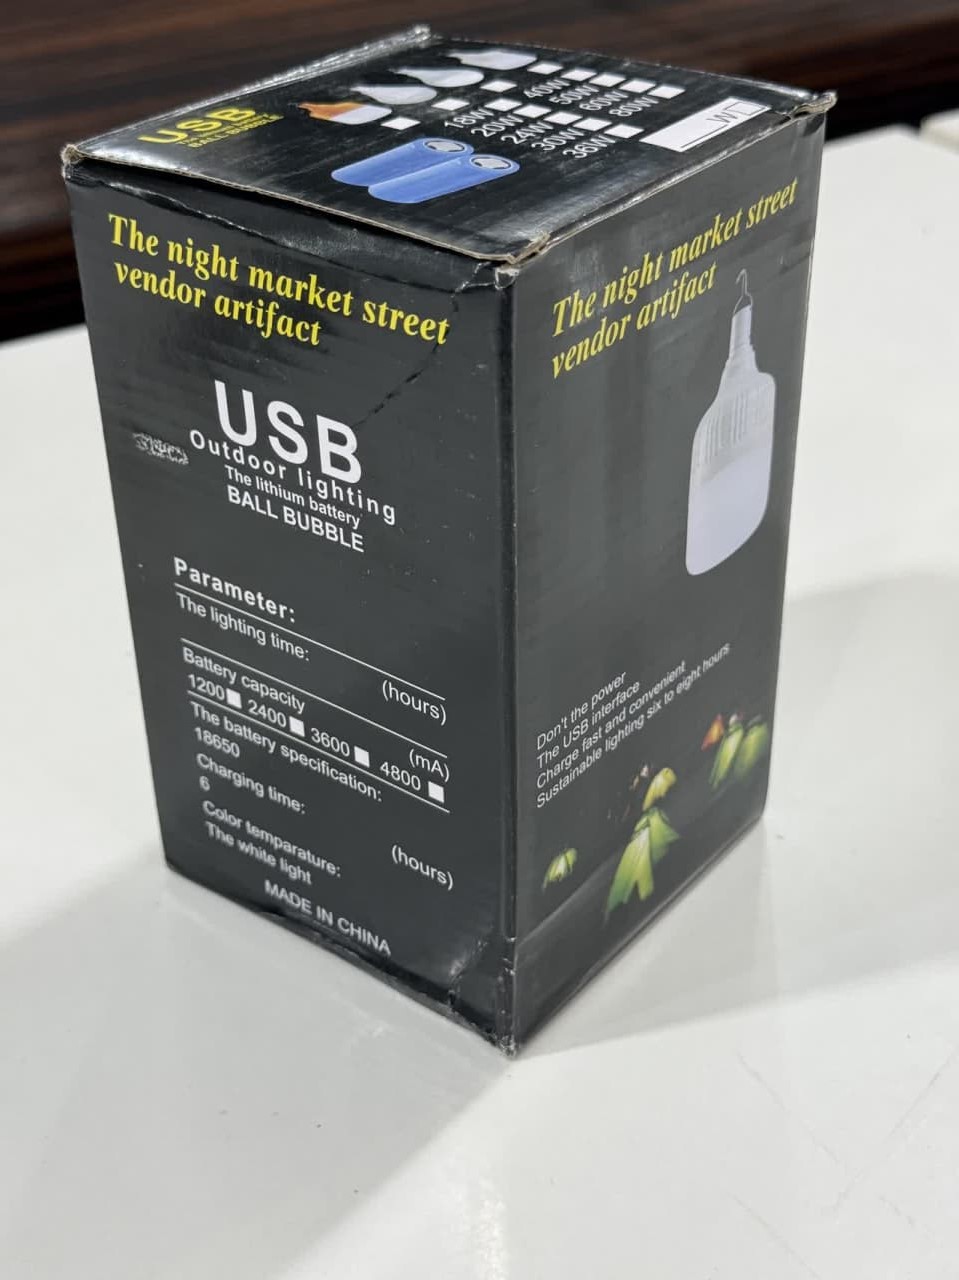 USB
BALL BUBBLE
18W
20W
24W
30W
36W
40W
50W
60W
80W
W
The night market street
vendor artifact
USB
Outdoor lighting
The lithium battery
BALL BUBBLE
Parameter:
The lighting time:
(hours)
Battery capacity
1200 2400 3600 4800 (mA)
The battery specification:
18650
Charging time:
6 (hours)
Color temparature:
The white light
MADE IN CHINA
The night market street
vendor artifact
Don't the power
The USB interface
Charge fast and convenient
Sustainable lighting six to eight hours